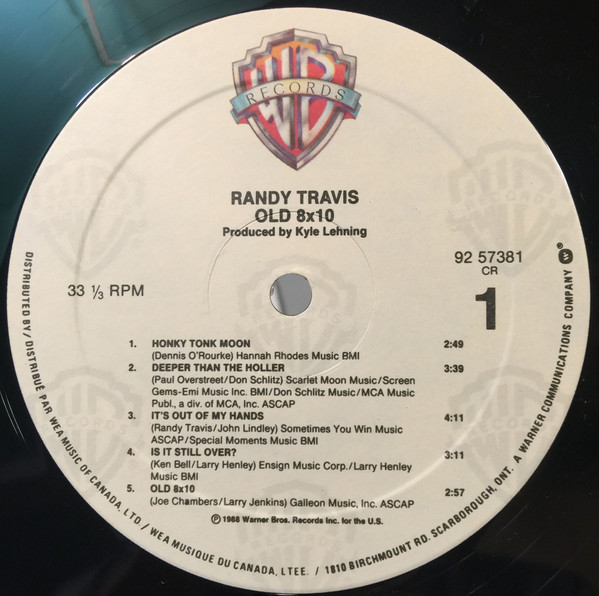 WB
RECORDS
RANDY TRAVIS
OLD 8x10
Produced by Kyle Lehning
33 ⅓ RPM
92 57381
CR
1
1. HONKY TONK MOON 2:49
(Dennis O'Rourke) Hannah Rhodes Music BMI
2. DEEPER THAN THE HOLLER 3:39
(Paul Overstreet/Don Schlitz) Scarlet Moon Music/Screen
Gems-Emi Music Inc. BMI/Don Schlitz Music/MCA Music
Publ., a div. of MCA, Inc. ASCAP
3. IT'S OUT OF MY HANDS 4:11
(Randy Travis/John Lindley) Sometimes You Win Music
ASCAP/Special Moments Music BMI
4. IS IT STILL OVER? 3:11
(Ken Bell/Larry Henley) Ensign Music Corp./Larry Henley
Music BMI
5. OLD 8x10 2:57
(Joe Chambers/Larry Jenkins) Galleon Music, Inc. ASCAP
Ⓟ 1988 Warner Bros. Records Inc. for the U.S.
DISTRIBUTED BY / DISTRIBUÉ PAR WEA MUSIC OF CANADA, LTD / WEA MUSIQUE DU CANADA, LTEE. / 1810 BIRCHMOUNT RD. SCARBOROUGH, ONT. A WARNER COMMUNICATIONS COMPANY